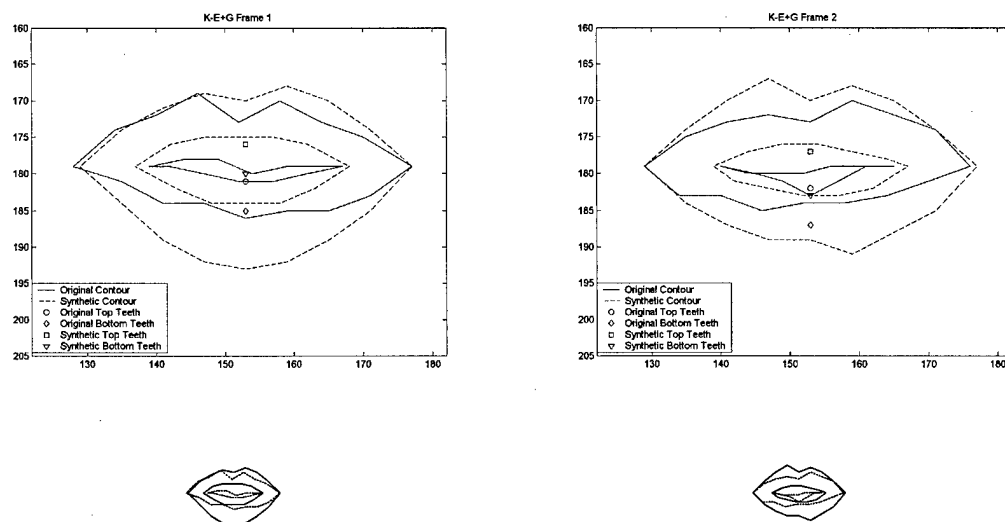 K-E+G Frame 1
160
165
170
175
180
185
190
195
200
205
Original Contour
Synthetic Contour
Original Top Teeth
Original Bottom Teeth
Synthetic Top Teeth
Synthetic Bottom Teeth
130 140 150 160 170 180
K-E+G Frame 2
160
165
170
175
180
185
190
195
200
205
Original Contour
Synthetic Contour
Original Top Teeth
Original Bottom Teeth
Synthetic Top Teeth
Synthetic Bottom Teeth
130 140 150 160 170 180